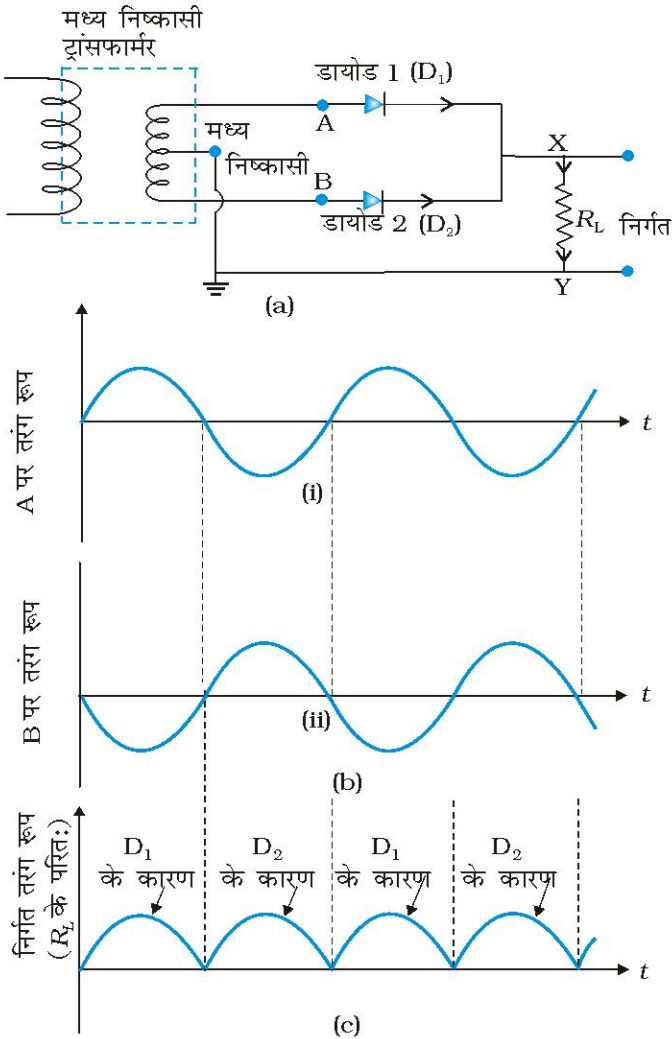 मध्य निष्कासी
ट्रांसफार्मर
डायोड 1 (D₁)
A
मध्य
निष्कासी
X
B
डायोड 2 (D₂)
R_L निर्गत
Y
(a)
A पर तरंग रूप
t
(i)
B पर तरंग रूप
t
(ii)
(b)
निर्गत तरंग रूप
(R_L के परित:)
D₁
के कारण
D₂
के कारण
D₁
के कारण
D₂
के कारण
t
(c)